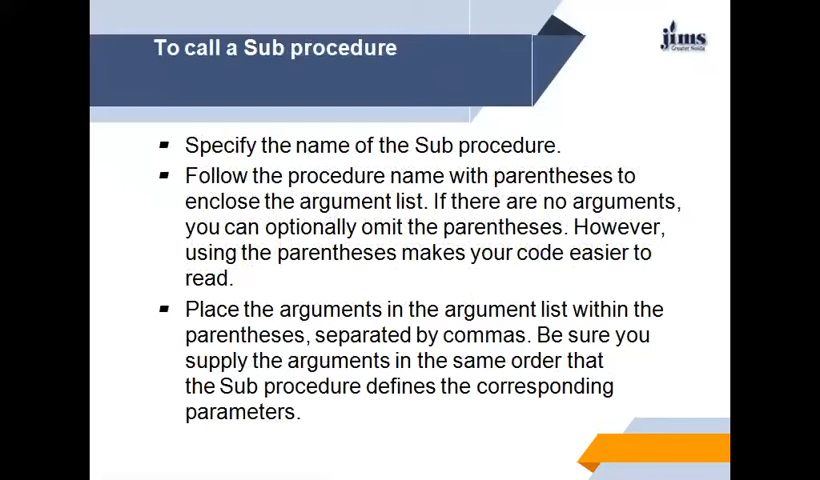 To call a Sub procedure
jims
Greater Noida
Specify the name of the Sub procedure.
Follow the procedure name with parentheses to
enclose the argument list. If there are no arguments,
you can optionally omit the parentheses. However,
using the parentheses makes your code easier to
read.
Place the arguments in the argument list within the
parentheses, separated by commas. Be sure you
supply the arguments in the same order that
the Sub procedure defines the corresponding
parameters.